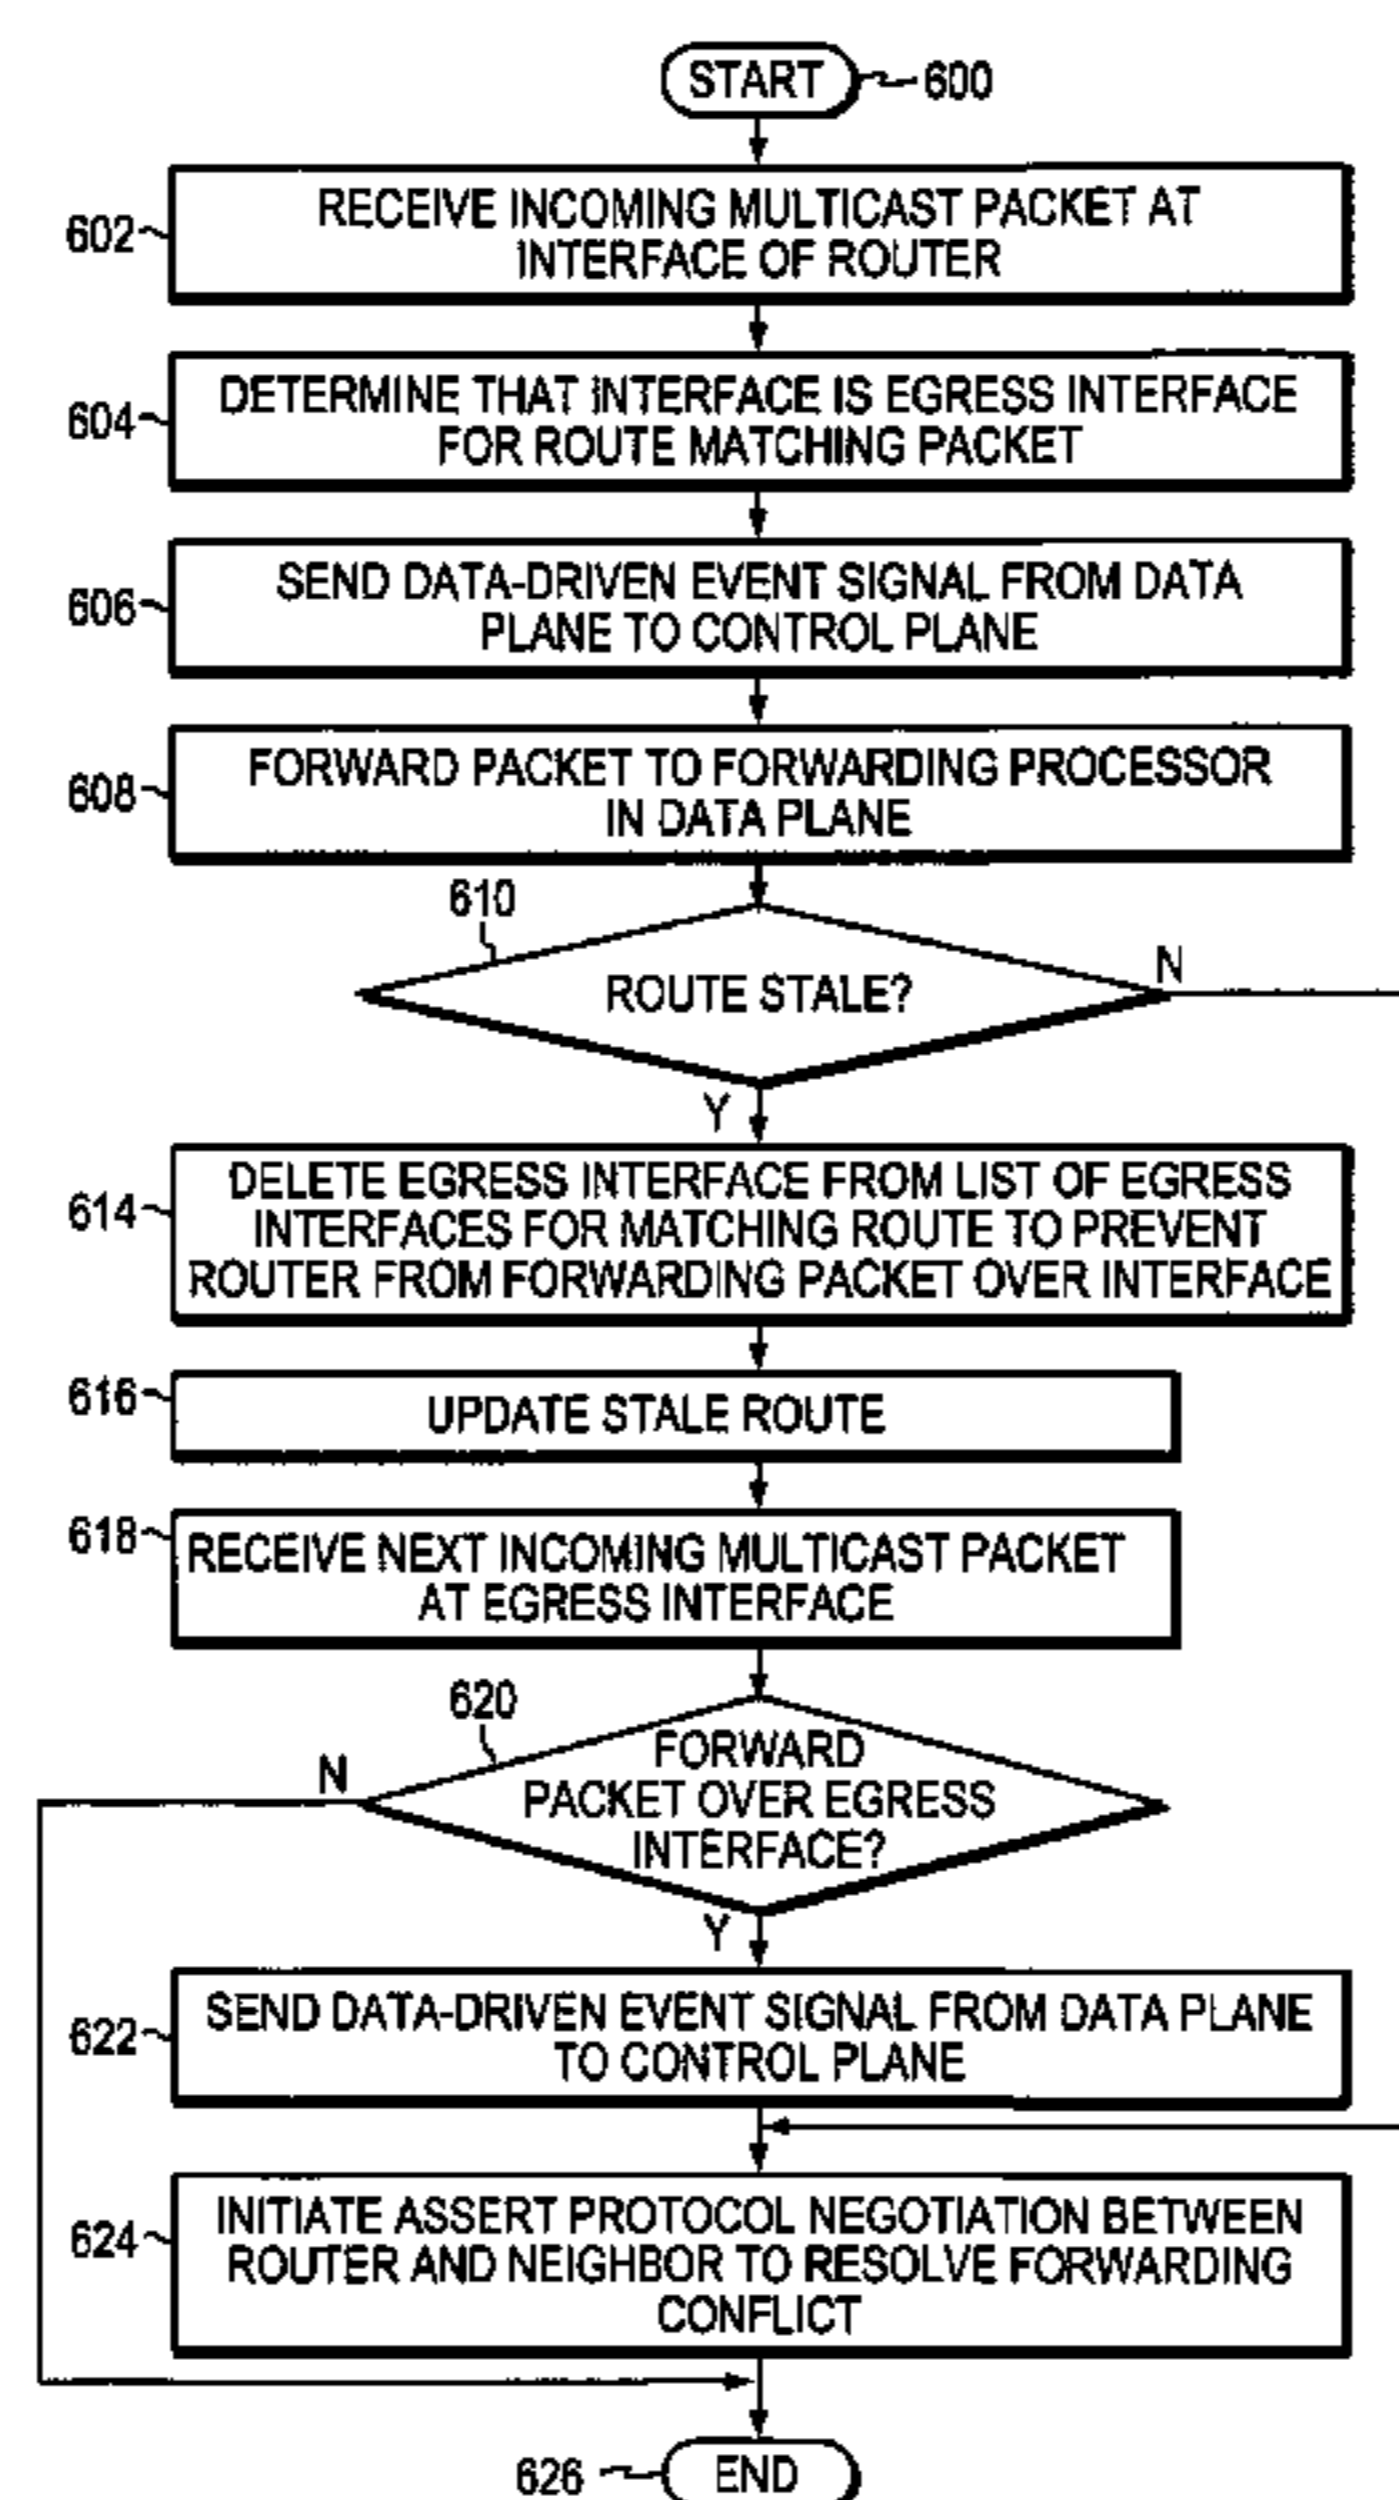 START
600
602
RECEIVE INCOMING MULTICAST PACKET AT
INTERFACE OF ROUTER
604
DETERMINE THAT INTERFACE IS EGRESS INTERFACE
FOR ROUTE MATCHING PACKET
606
SEND DATA-DRIVEN EVENT SIGNAL FROM DATA
PLANE TO CONTROL PLANE
608
FORWARD PACKET TO FORWARDING PROCESSOR
IN DATA PLANE
610
ROUTE STALE?
N
Y
614
DELETE EGRESS INTERFACE FROM LIST OF EGRESS
INTERFACES FOR MATCHING ROUTE TO PREVENT
ROUTER FROM FORWARDING PACKET OVER INTERFACE
616
UPDATE STALE ROUTE
618
RECEIVE NEXT INCOMING MULTICAST PACKET
AT EGRESS INTERFACE
620
N
FORWARD
PACKET OVER EGRESS
INTERFACE?
Y
622
SEND DATA-DRIVEN EVENT SIGNAL FROM DATA PLANE
TO CONTROL PLANE
624
INITIATE ASSERT PROTOCOL NEGOTIATION BETWEEN
ROUTER AND NEIGHBOR TO RESOLVE FORWARDING
CONFLICT
626
END